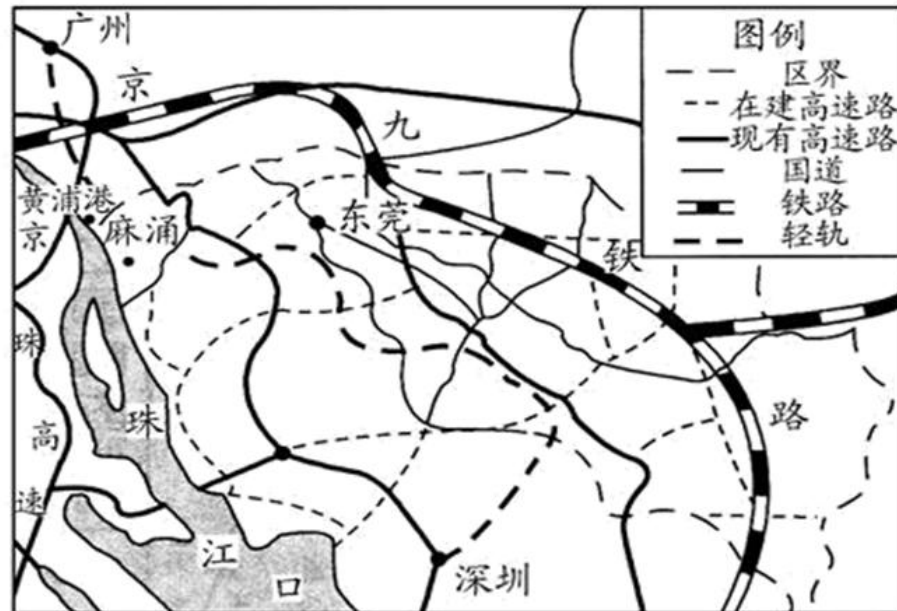 广州
京
九
铁
路
黄浦港
麻涌
东莞
京
珠
高
速
珠
江
口
深圳
图例
区界
在建高速路
现有高速路
国道
铁路
轻轨